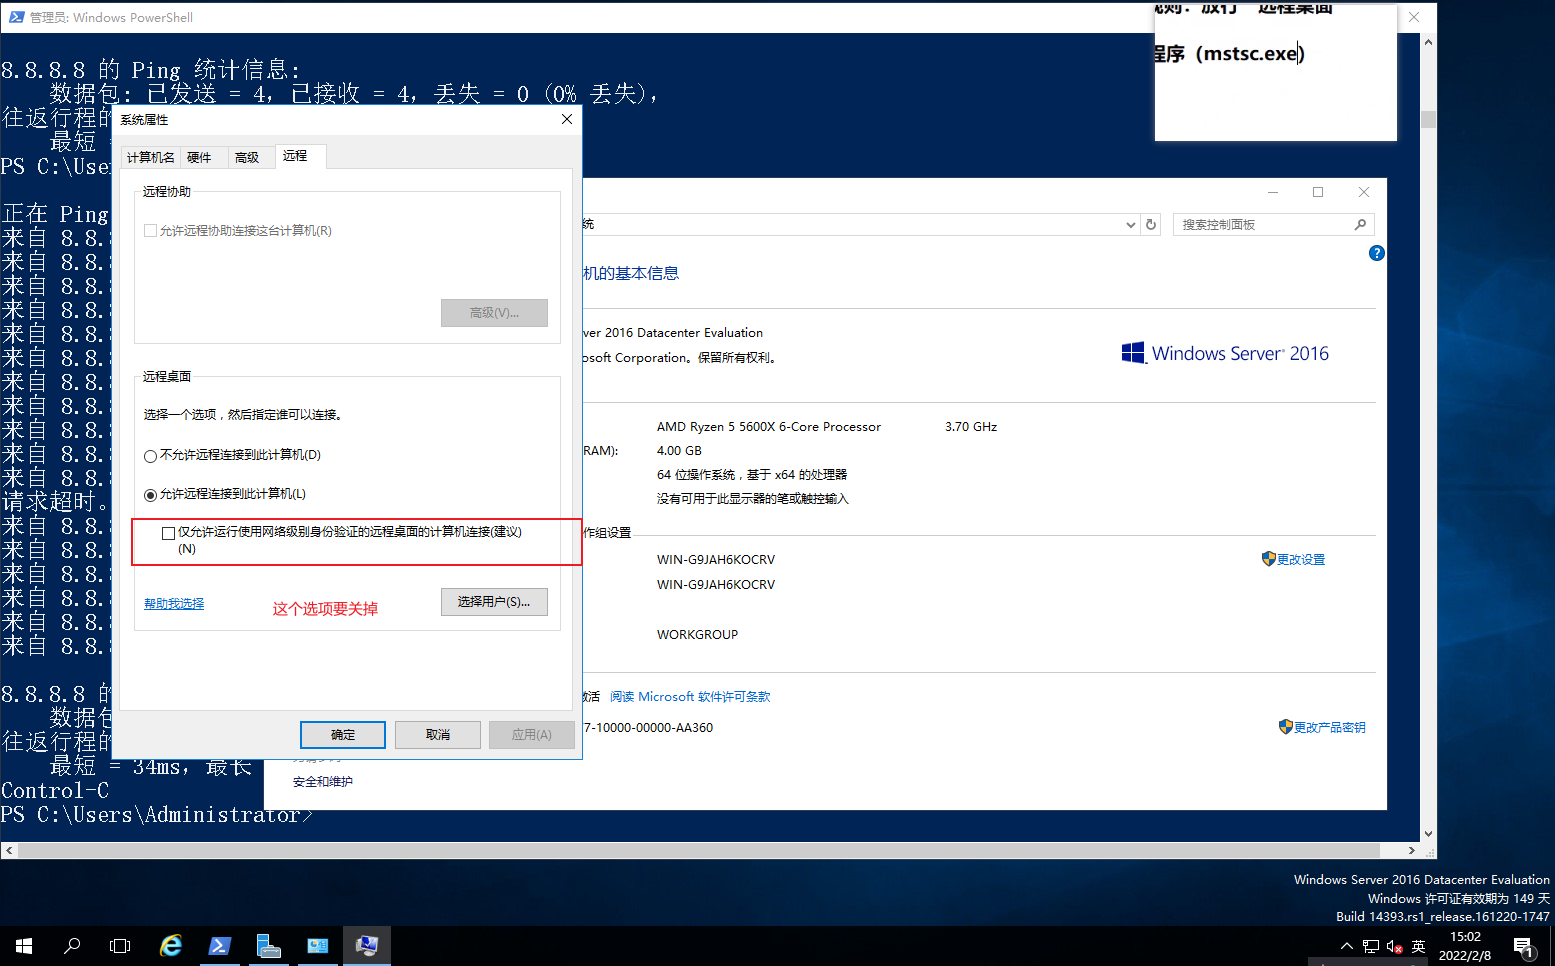 管理员: Windows PowerShell
规则：放行 远程桌面
程序（mstsc.exe）
8.8.8.8 的 Ping 统计信息:
数据包: 已发送 = 4，已接收 = 4，丢失 = 0 (0% 丢失)，
往返行程的
最短
PS C:\Use
正在 Ping
来自 8.8.8
来自 8.8.8
来自 8.8.8
来自 8.8.8
来自 8.8.8
来自 8.8.8
来自 8.8.8
来自 8.8.8
来自 8.8.8
来自 8.8.8
来自 8.8.8
请求超时。
来自 8.8.8
来自 8.8.8
来自 8.8.8
来自 8.8.8
来自 8.8.8
来自 8.8.8
8.8.8.8 的
数据包
往返行程的
最短 = 34ms，最长
Control-C
PS C:\Users\Administrator>
系统属性
计算机名 硬件 高级 远程
远程协助
允许远程协助连接这台计算机(R)
高级(V)...
远程桌面
选择一个选项，然后指定谁可以连接。
不允许远程连接到此计算机(D)
允许远程连接到此计算机(L)
仅允许运行使用网络级别身份验证的远程桌面的计算机连接(建议)
(N)
帮助我选择
这个选项要关掉
选择用户(S)...
确定 取消 应用(A)
统
搜索控制面板
机的基本信息
ver 2016 Datacenter Evaluation
osoft Corporation。保留所有权利。
Windows Server® 2016
AMD Ryzen 5 5600X 6-Core Processor 3.70 GHz
RAM): 4.00 GB
64 位操作系统，基于 x64 的处理器
没有可用于此显示器的笔或触控输入
作组设置
WIN-G9JAH6KOCRV
更改设置
WIN-G9JAH6KOCRV
WORKGROUP
激活 阅读 Microsoft 软件许可条款
7-10000-00000-AA360
更改产品密钥
安全和维护
Windows Server 2016 Datacenter Evaluation
Windows 许可证有效期为 149 天
Build 14393.rs1_release.161220-1747
英
15:02
2022/2/8
1